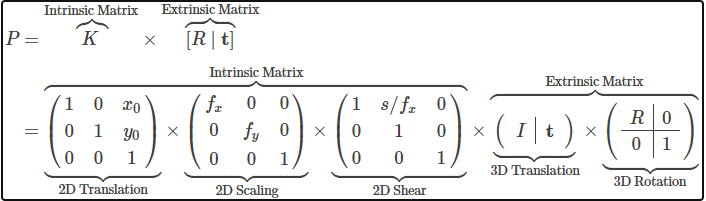 Intrinsic Matrix Extrinsic Matrix
P = K × [R | t]
Intrinsic Matrix Extrinsic Matrix
= ( 1 0 x₀ ; 0 1 y₀ ; 0 0 1 ) × ( fₓ 0 0 ; 0 f_y 0 ; 0 0 1 ) × ( 1 s/fₓ 0 ; 0 1 0 ; 0 0 1 ) × ( I | t ) × ( R | 0 ; 0 | 1 )
2D Translation 2D Scaling 2D Shear 3D Translation 3D Rotation